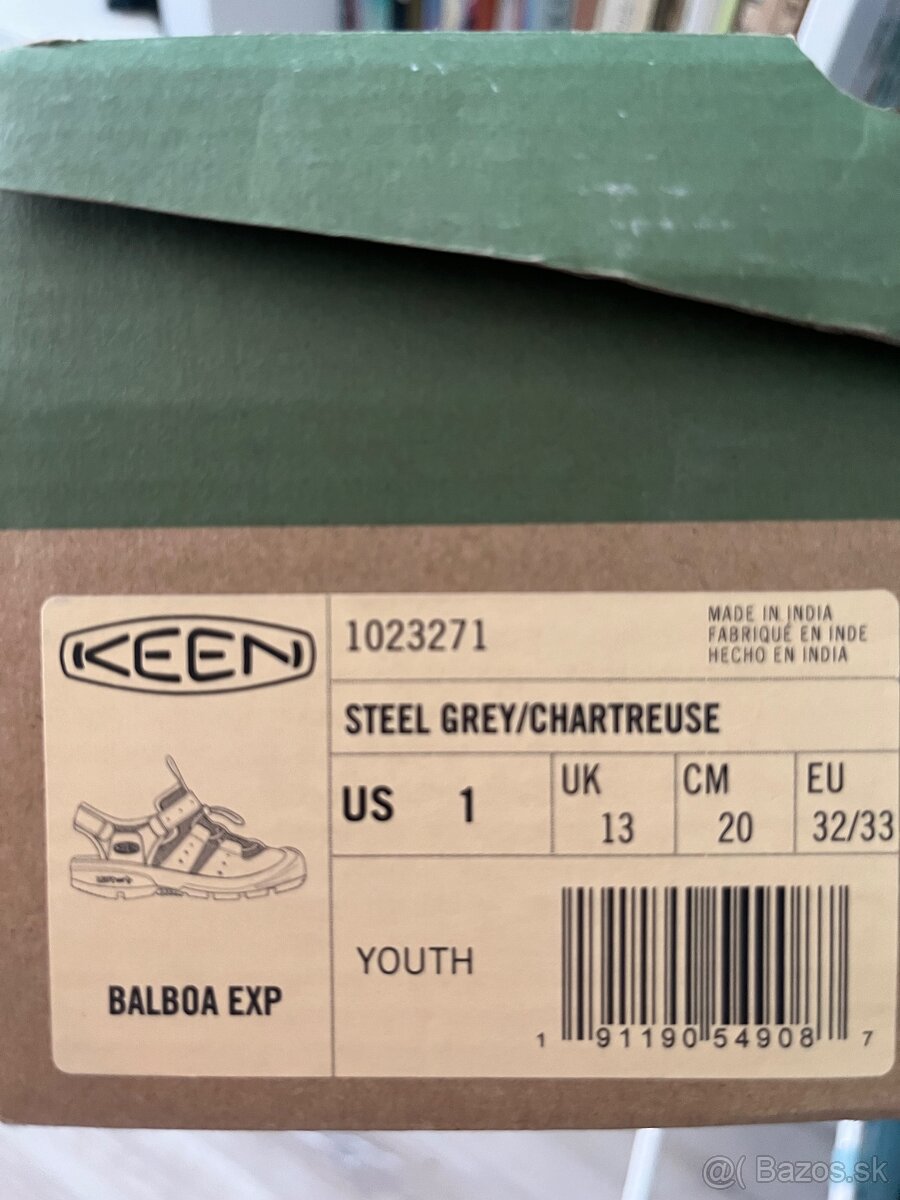 KEEN
1023271
MADE IN INDIA
FABRIQUÉ EN INDE
HECHO EN INDIA
STEEL GREY/CHARTREUSE
US 1
UK 13
CM 20
EU 32/33
KEEN
BALBOA EXP
YOUTH
1 91190 54908 7
@( Bazos.sk